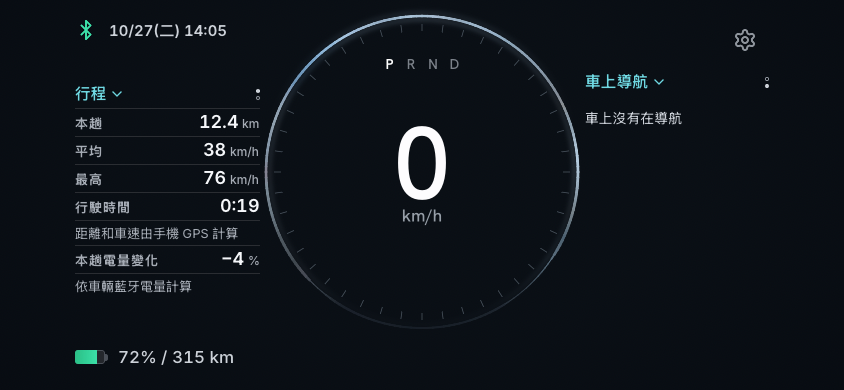 10/27(二) 14:05
P R N D
行程
本趟 12.4 km
平均 38 km/h
最高 76 km/h
行駛時間 0:19
距離和車速由手機 GPS 計算
本趟電量變化 −4 %
依車輛藍牙電量計算
0
km/h
車上導航
車上沒有在導航
72% / 315 km